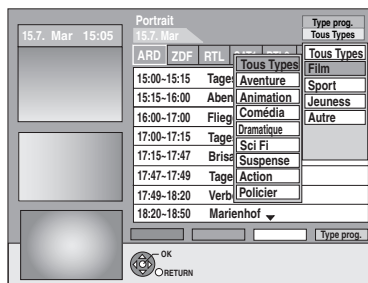 Portrait
Type prog.
15.7. Mar 15:05
15.7. Mar
Tous Types
ARD ZDF RTL
Tous Types
Film
Sport
Jeuness
Autre
Tous Types
Aventure
Animation
Comédia
Dramatique
Sci Fi
Suspense
Action
Policier
15:00~15:15 Tages
15:15~16:00 Aben
16:00~17:00 Flieg
17:00~17:15 Tages
17:15~17:47 Brisa
17:47~17:49 Tage
17:49~18:20 Verb
18:20~18:50 Marienhof
Type prog.
OK
RETURN